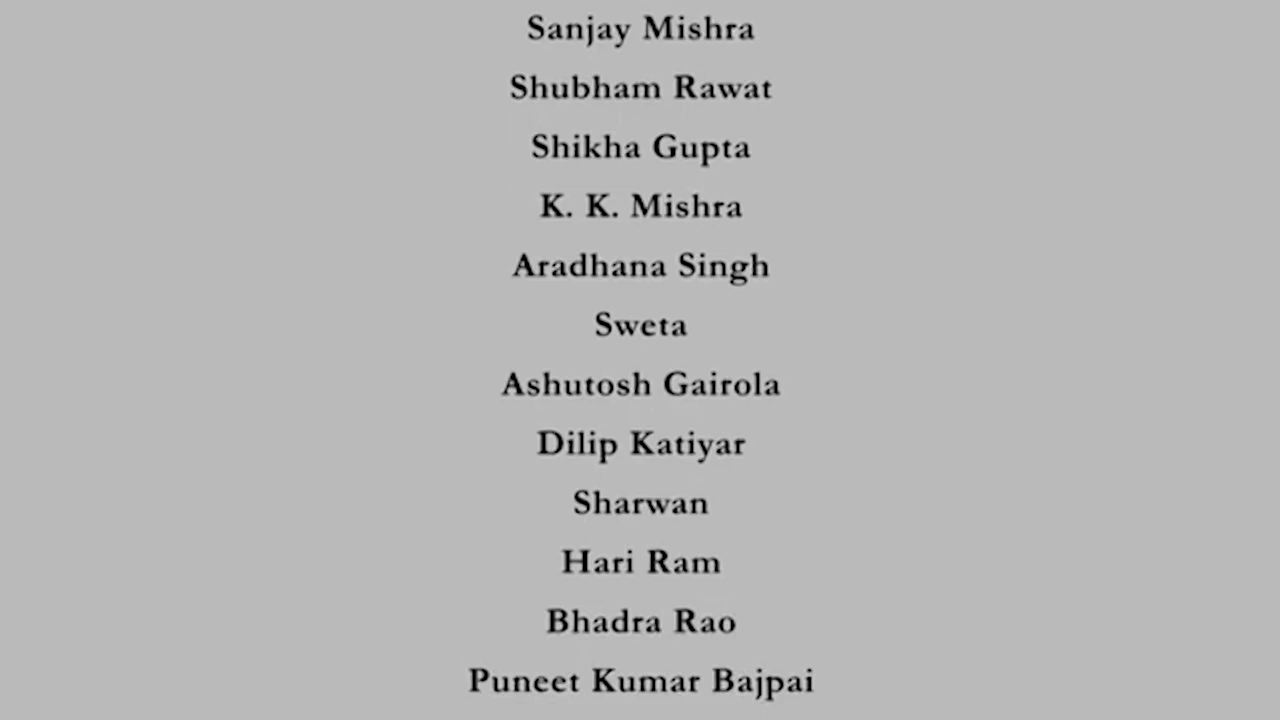 Sanjay Mishra
Shubham Rawat
Shikha Gupta
K. K. Mishra
Aradhana Singh
Sweta
Ashutosh Gairola
Dilip Katiyar
Sharwan
Hari Ram
Bhadra Rao
Puneet Kumar Bajpai